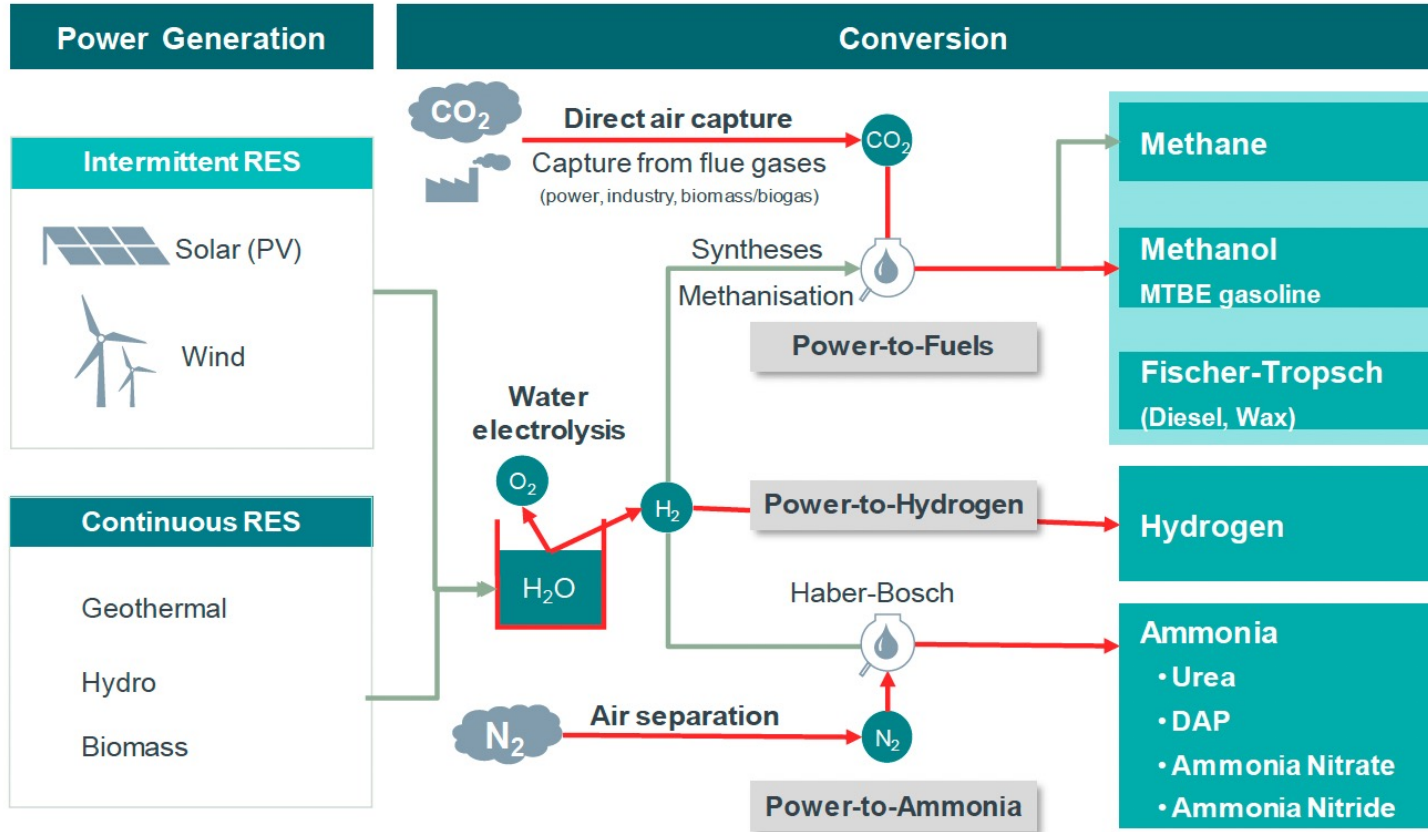 Power Generation
Conversion
Intermittent RES
Solar (PV)
Wind
Continuous RES
Geothermal
Hydro
Biomass
CO₂
Direct air capture
Capture from flue gases
(power, industry, biomass/biogas)
CO₂
Syntheses
Methanisation
Power-to-Fuels
Water
electrolysis
O₂
H₂
H₂O
Power-to-Hydrogen
Haber-Bosch
N₂
Air separation
N₂
Power-to-Ammonia
Methane
Methanol
MTBE gasoline
Fischer-Tropsch
(Diesel, Wax)
Hydrogen
Ammonia
• Urea
• DAP
• Ammonia Nitrate
• Ammonia Nitride